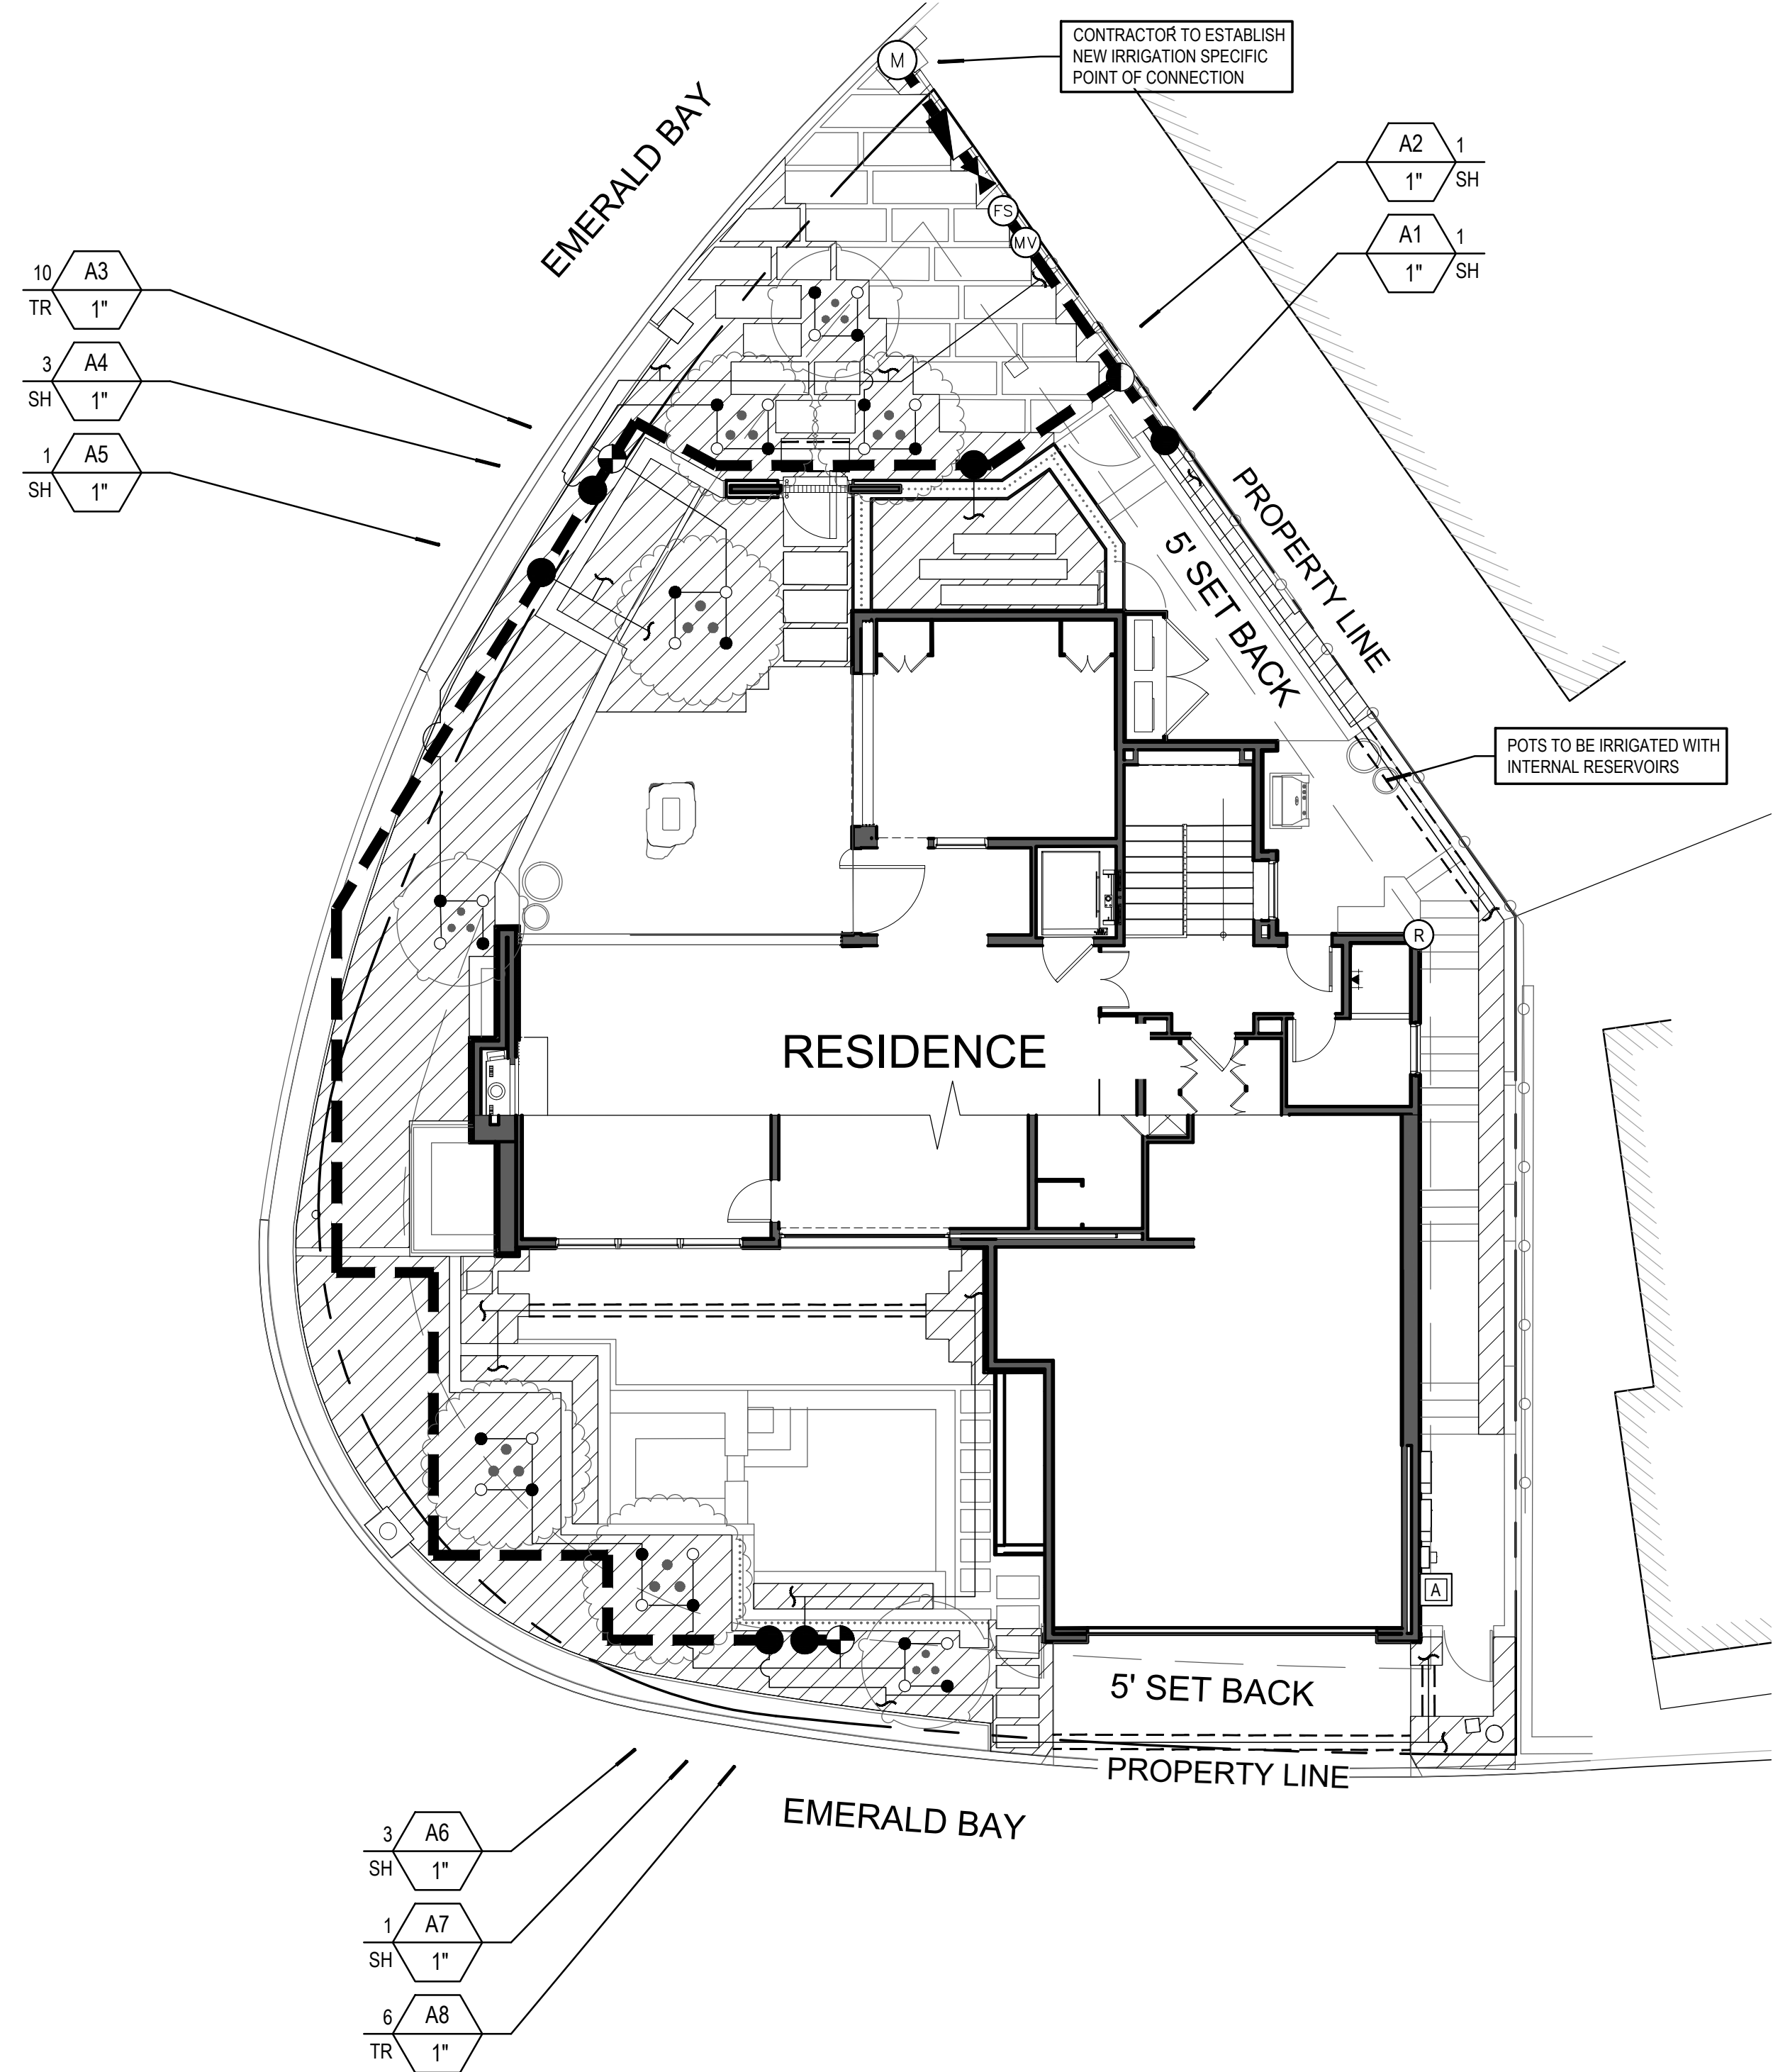 CONTRACTOR TO ESTABLISH
NEW IRRIGATION SPECIFIC
POINT OF CONNECTION
M
EMERALD BAY
A2
1"
1
SH
A1
1"
1
SH
FS
MV
10
TR
A3
1"
3
SH
A4
1"
1
SH
A5
1"
PROPERTY LINE
5' SET BACK
POTS TO BE IRRIGATED WITH
INTERNAL RESERVOIRS
R
RESIDENCE
A
5' SET BACK
PROPERTY LINE
EMERALD BAY
3
SH
A6
1"
1
SH
A7
1"
6
TR
A8
1"